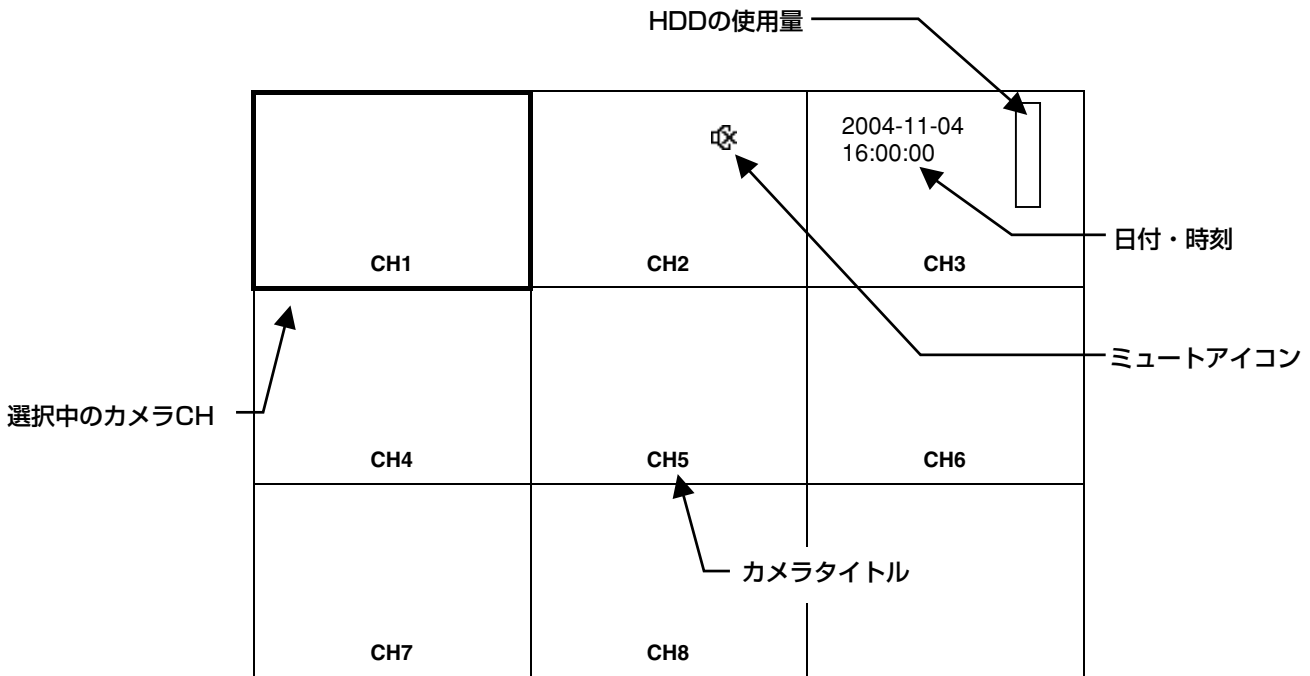 HDDの使用量
2004-11-04
16:00:00
日付・時刻
CH1
CH2
CH3
ミュートアイコン
選択中のカメラCH
CH4
CH5
CH6
カメラタイトル
CH7
CH8